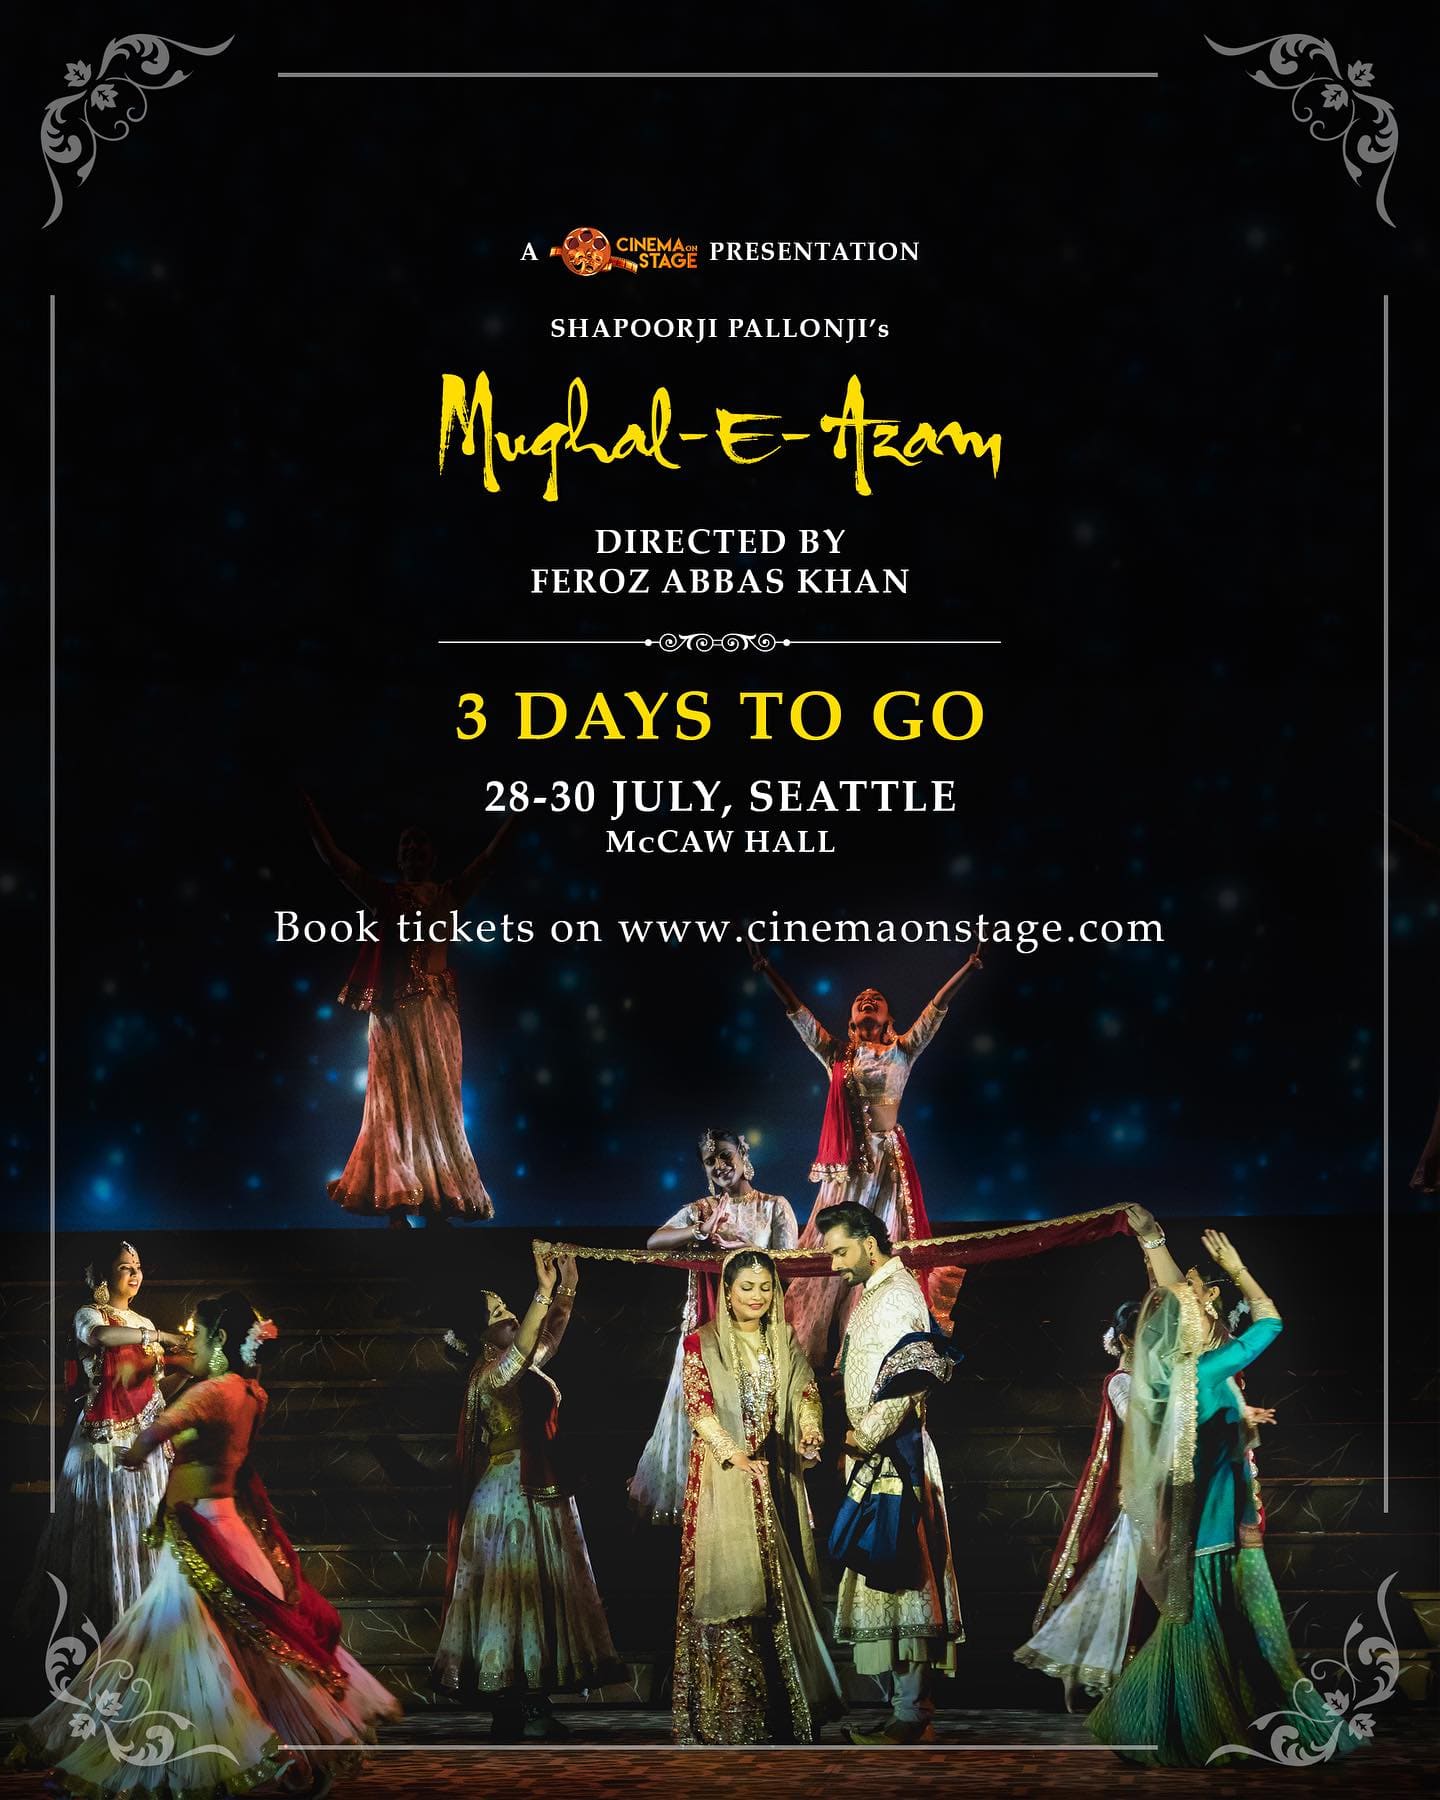 A CINEMA ON STAGE PRESENTATION
SHAPOORJI PALLONJI's
Mughal-E-Azam
DIRECTED BY
FEROZ ABBAS KHAN
3 DAYS TO GO
28-30 JULY, SEATTLE
McCAW HALL
Book tickets on www.cinemaonstage.com